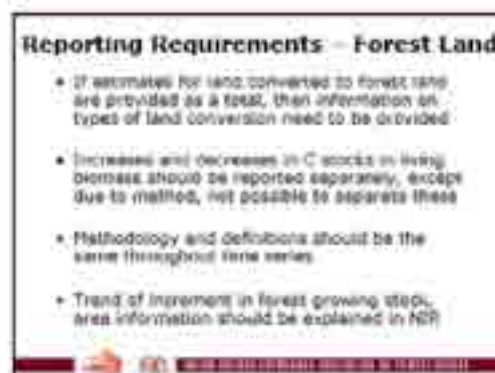 Reporting Requirements – Forest Land
• If estimates for land converted to forest land
are provided as a total, then information on
types of land conversion need to be provided
• Increases and decreases in C stocks in living
biomass should be reported separately, except
due to method, not possible to separate these
• Methodology and definitions should be the
same throughout time series
• Trend of increment in forest growing stock,
area information should be explained in NIR